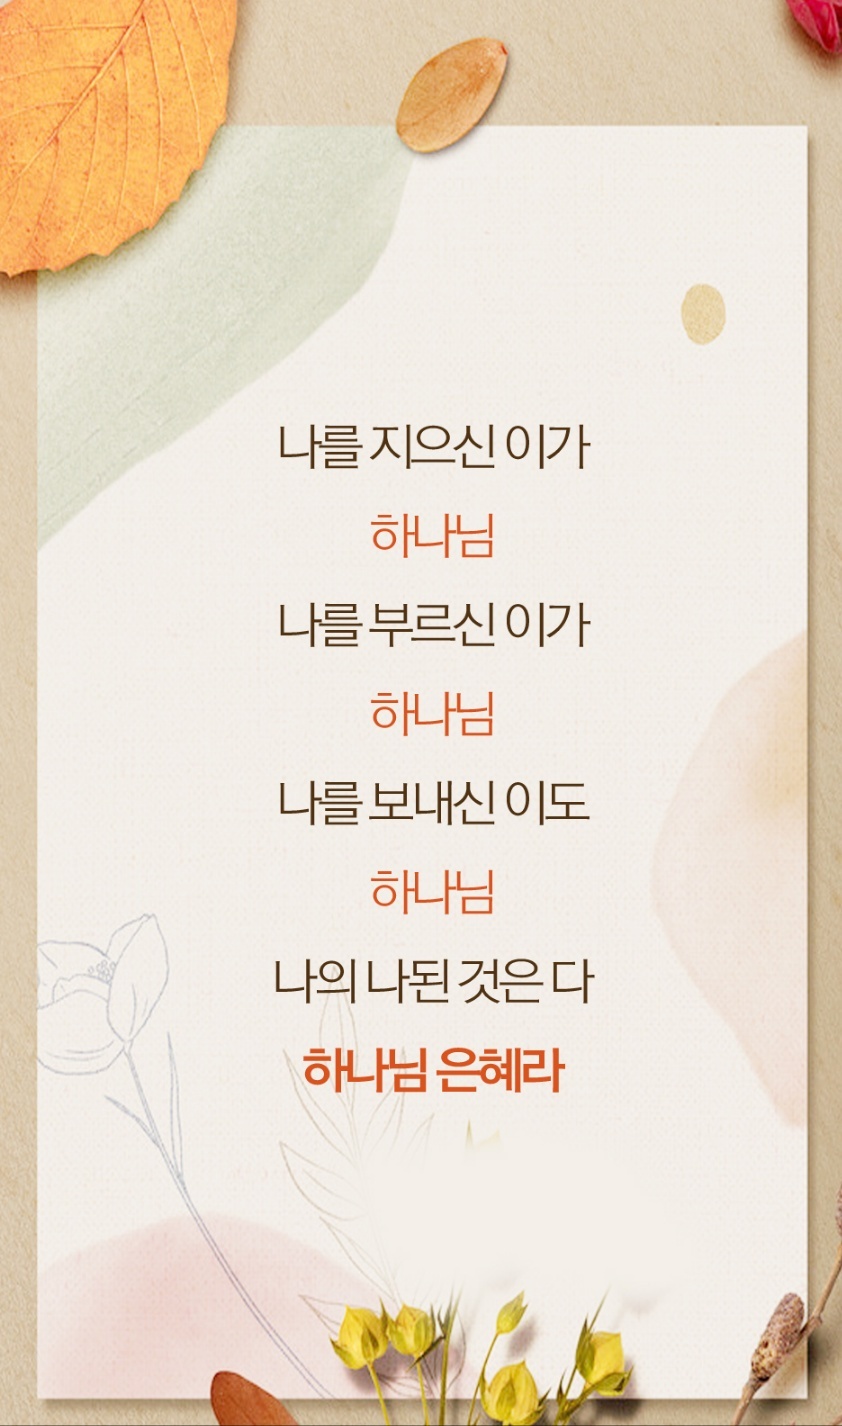 나를 지으신 이가
하나님
나를 부르신 이가
하나님
나를 보내신 이도
하나님
나의 나된 것은 다
하나님 은혜라